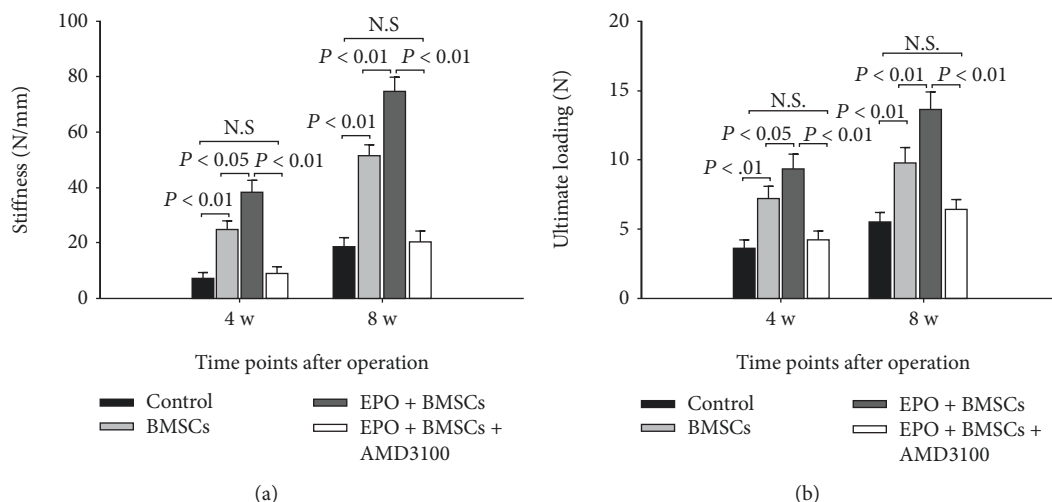 100
80
60
40
20
0
Stiffness (N/mm)
N.S
P < 0.05
P < 0.01
P < 0.01
N.S
P < 0.01
P < 0.01
P < 0.01
4 w
8 w
Time points after operation
Control
BMSCs
EPO + BMSCs
EPO + BMSCs +
AMD3100
(a)
20
15
10
5
0
Ultimate loading (N)
N.S.
P < 0.05
P < 0.01
P < .01
N.S.
P < 0.01
P < 0.01
P < 0.01
4 w
8 w
Time points after operation
Control
BMSCs
EPO + BMSCs
EPO + BMSCs +
AMD3100
(b)